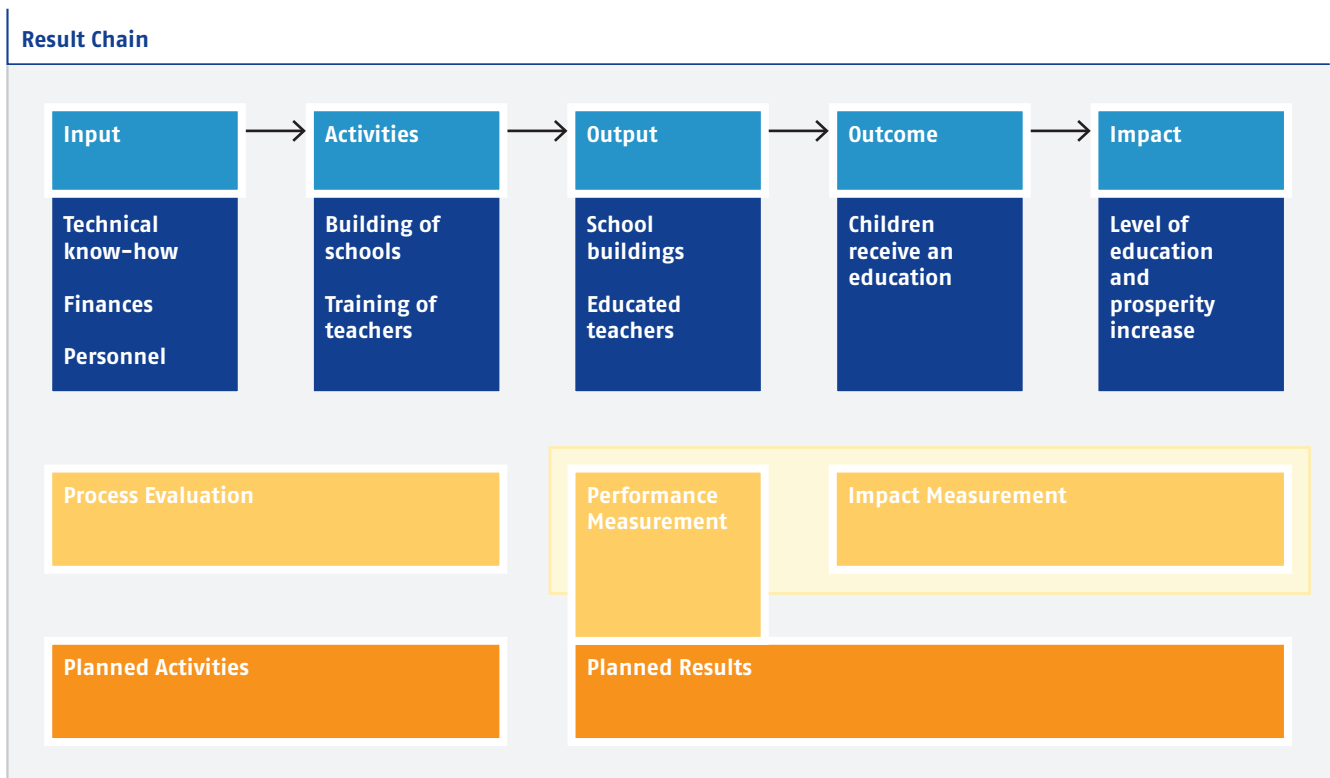 Result Chain
Input
Activities
Output
Outcome
Impact
Technical
know-how
Finances
Personnel
Building of
schools
Training of
teachers
School
buildings
Educated
teachers
Children
receive an
education
Level of
education
and
prosperity
increase
Process Evaluation
Performance
Measurement
Impact Measurement
Planned Activities
Planned Results